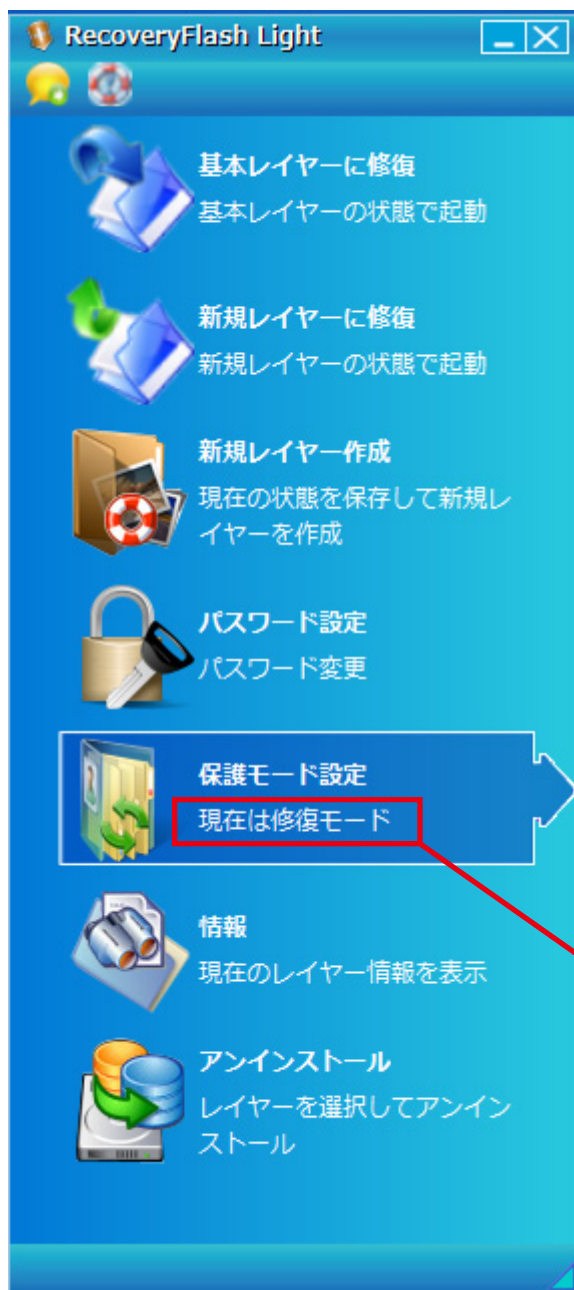 RecoveryFlash Light
基本レイヤーに修復
基本レイヤーの状態で起動
新規レイヤーに修復
新規レイヤーの状態で起動
新規レイヤー作成
現在の状態を保存して新規レ
イヤーを作成
パスワード設定
パスワード変更
保護モード設定
現在は修復モード
情報
現在のレイヤー情報を表示
アンインストール
レイヤーを選択してアンイン
ストール